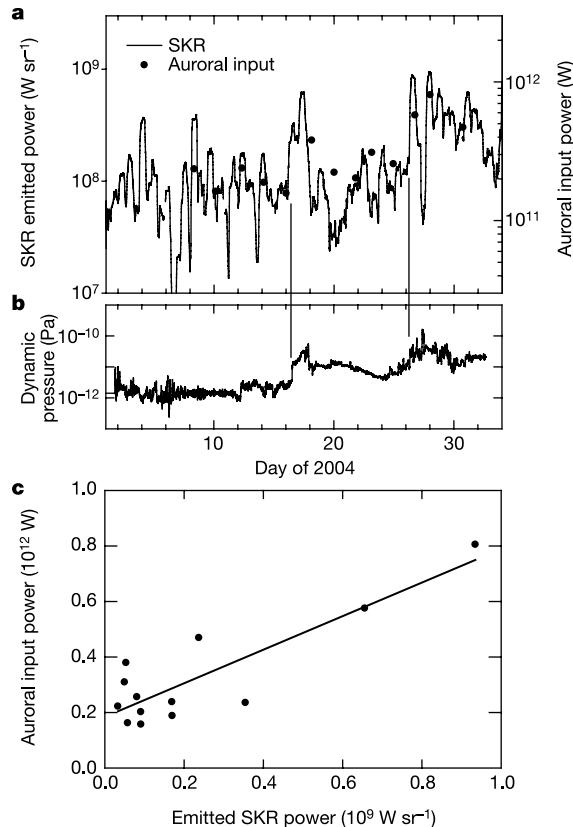 a
SKR
Auroral input
10⁹
10⁸
10⁷
SKR emitted power (W sr⁻¹)
10¹²
10¹¹
Auroral input power (W)
b
10⁻¹⁰
10⁻¹²
Dynamic
pressure (Pa)
10 20 30
Day of 2004
c
1.0
0.8
0.6
0.4
0.2
0.0
Auroral input power (10¹² W)
0.0 0.2 0.4 0.6 0.8 1.0
Emitted SKR power (10⁹ W sr⁻¹)